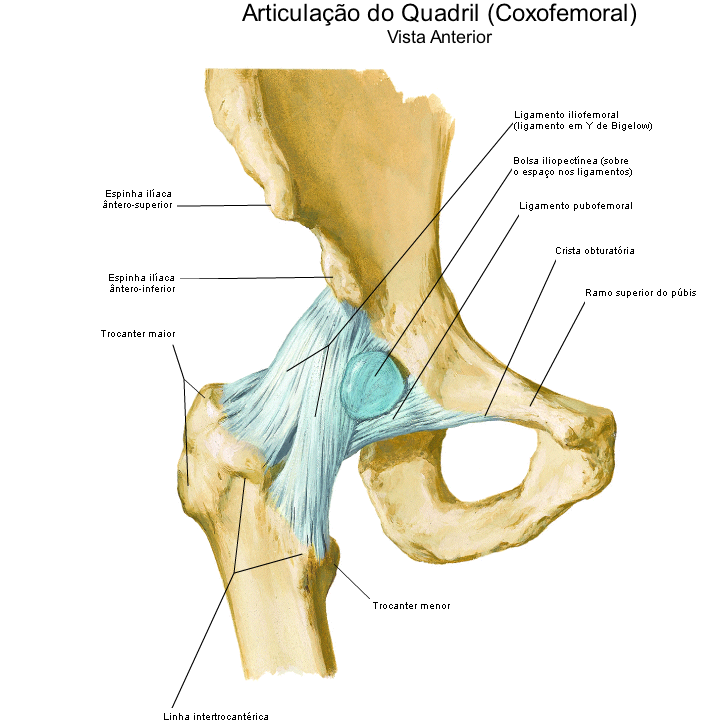 Articulação do Quadril (Coxofemoral)
Vista Anterior
Ligamento iliofemoral
(ligamento em Y de Bigelow)
Bolsa iliopectínea (sobre
o espaço nos ligamentos)
Espinha ilíaca
ântero-superior
Ligamento pubofemoral
Crista obturatória
Espinha ilíaca
ântero-inferior
Ramo superior do púbis
Trocanter maior
Trocanter menor
Linha intertrocantérica